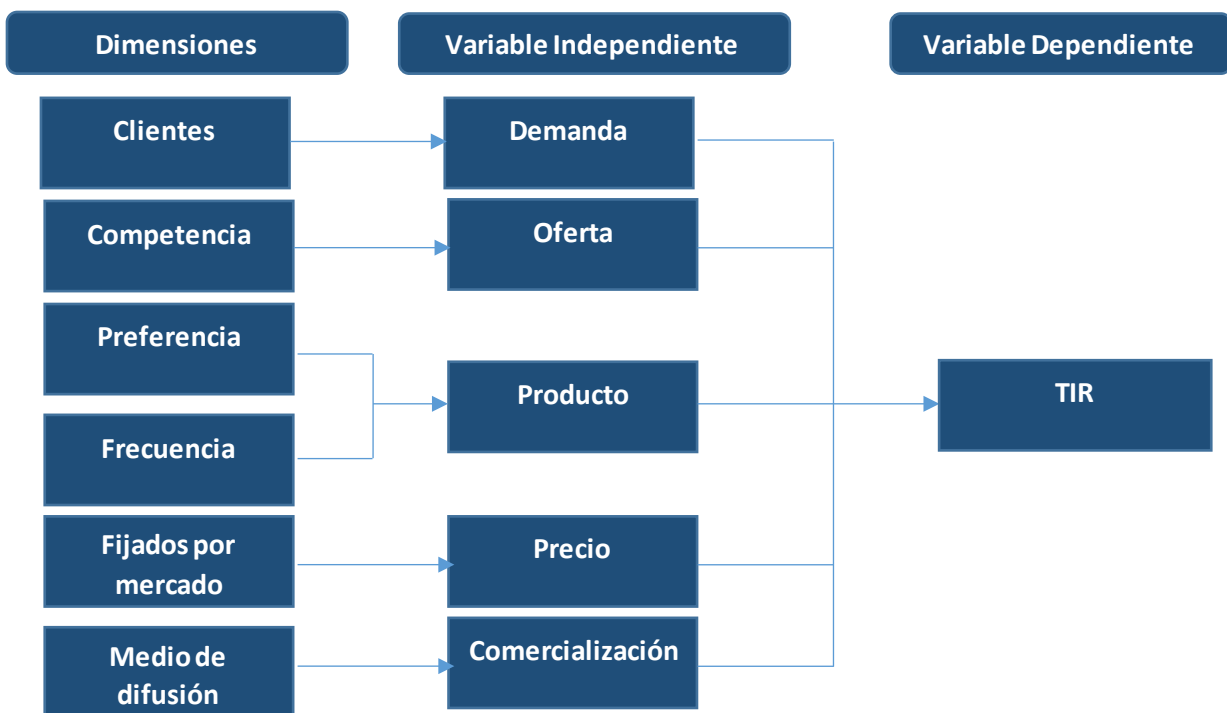 Dimensiones
Variable Independiente
Variable Dependiente
Clientes
Demanda
Competencia
Oferta
Preferencia
Producto
TIR
Frecuencia
Fijados por
mercado
Precio
Medio de
difusión
Comercialización